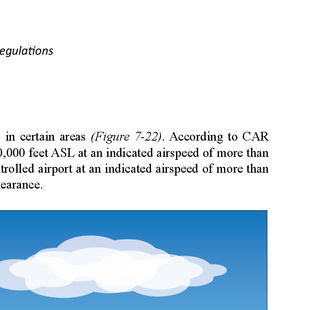 egulations
in certain areas (Figure 7-22). According to CAR
0,000 feet ASL at an indicated airspeed of more than
trolled airport at an indicated airspeed of more than
earance.